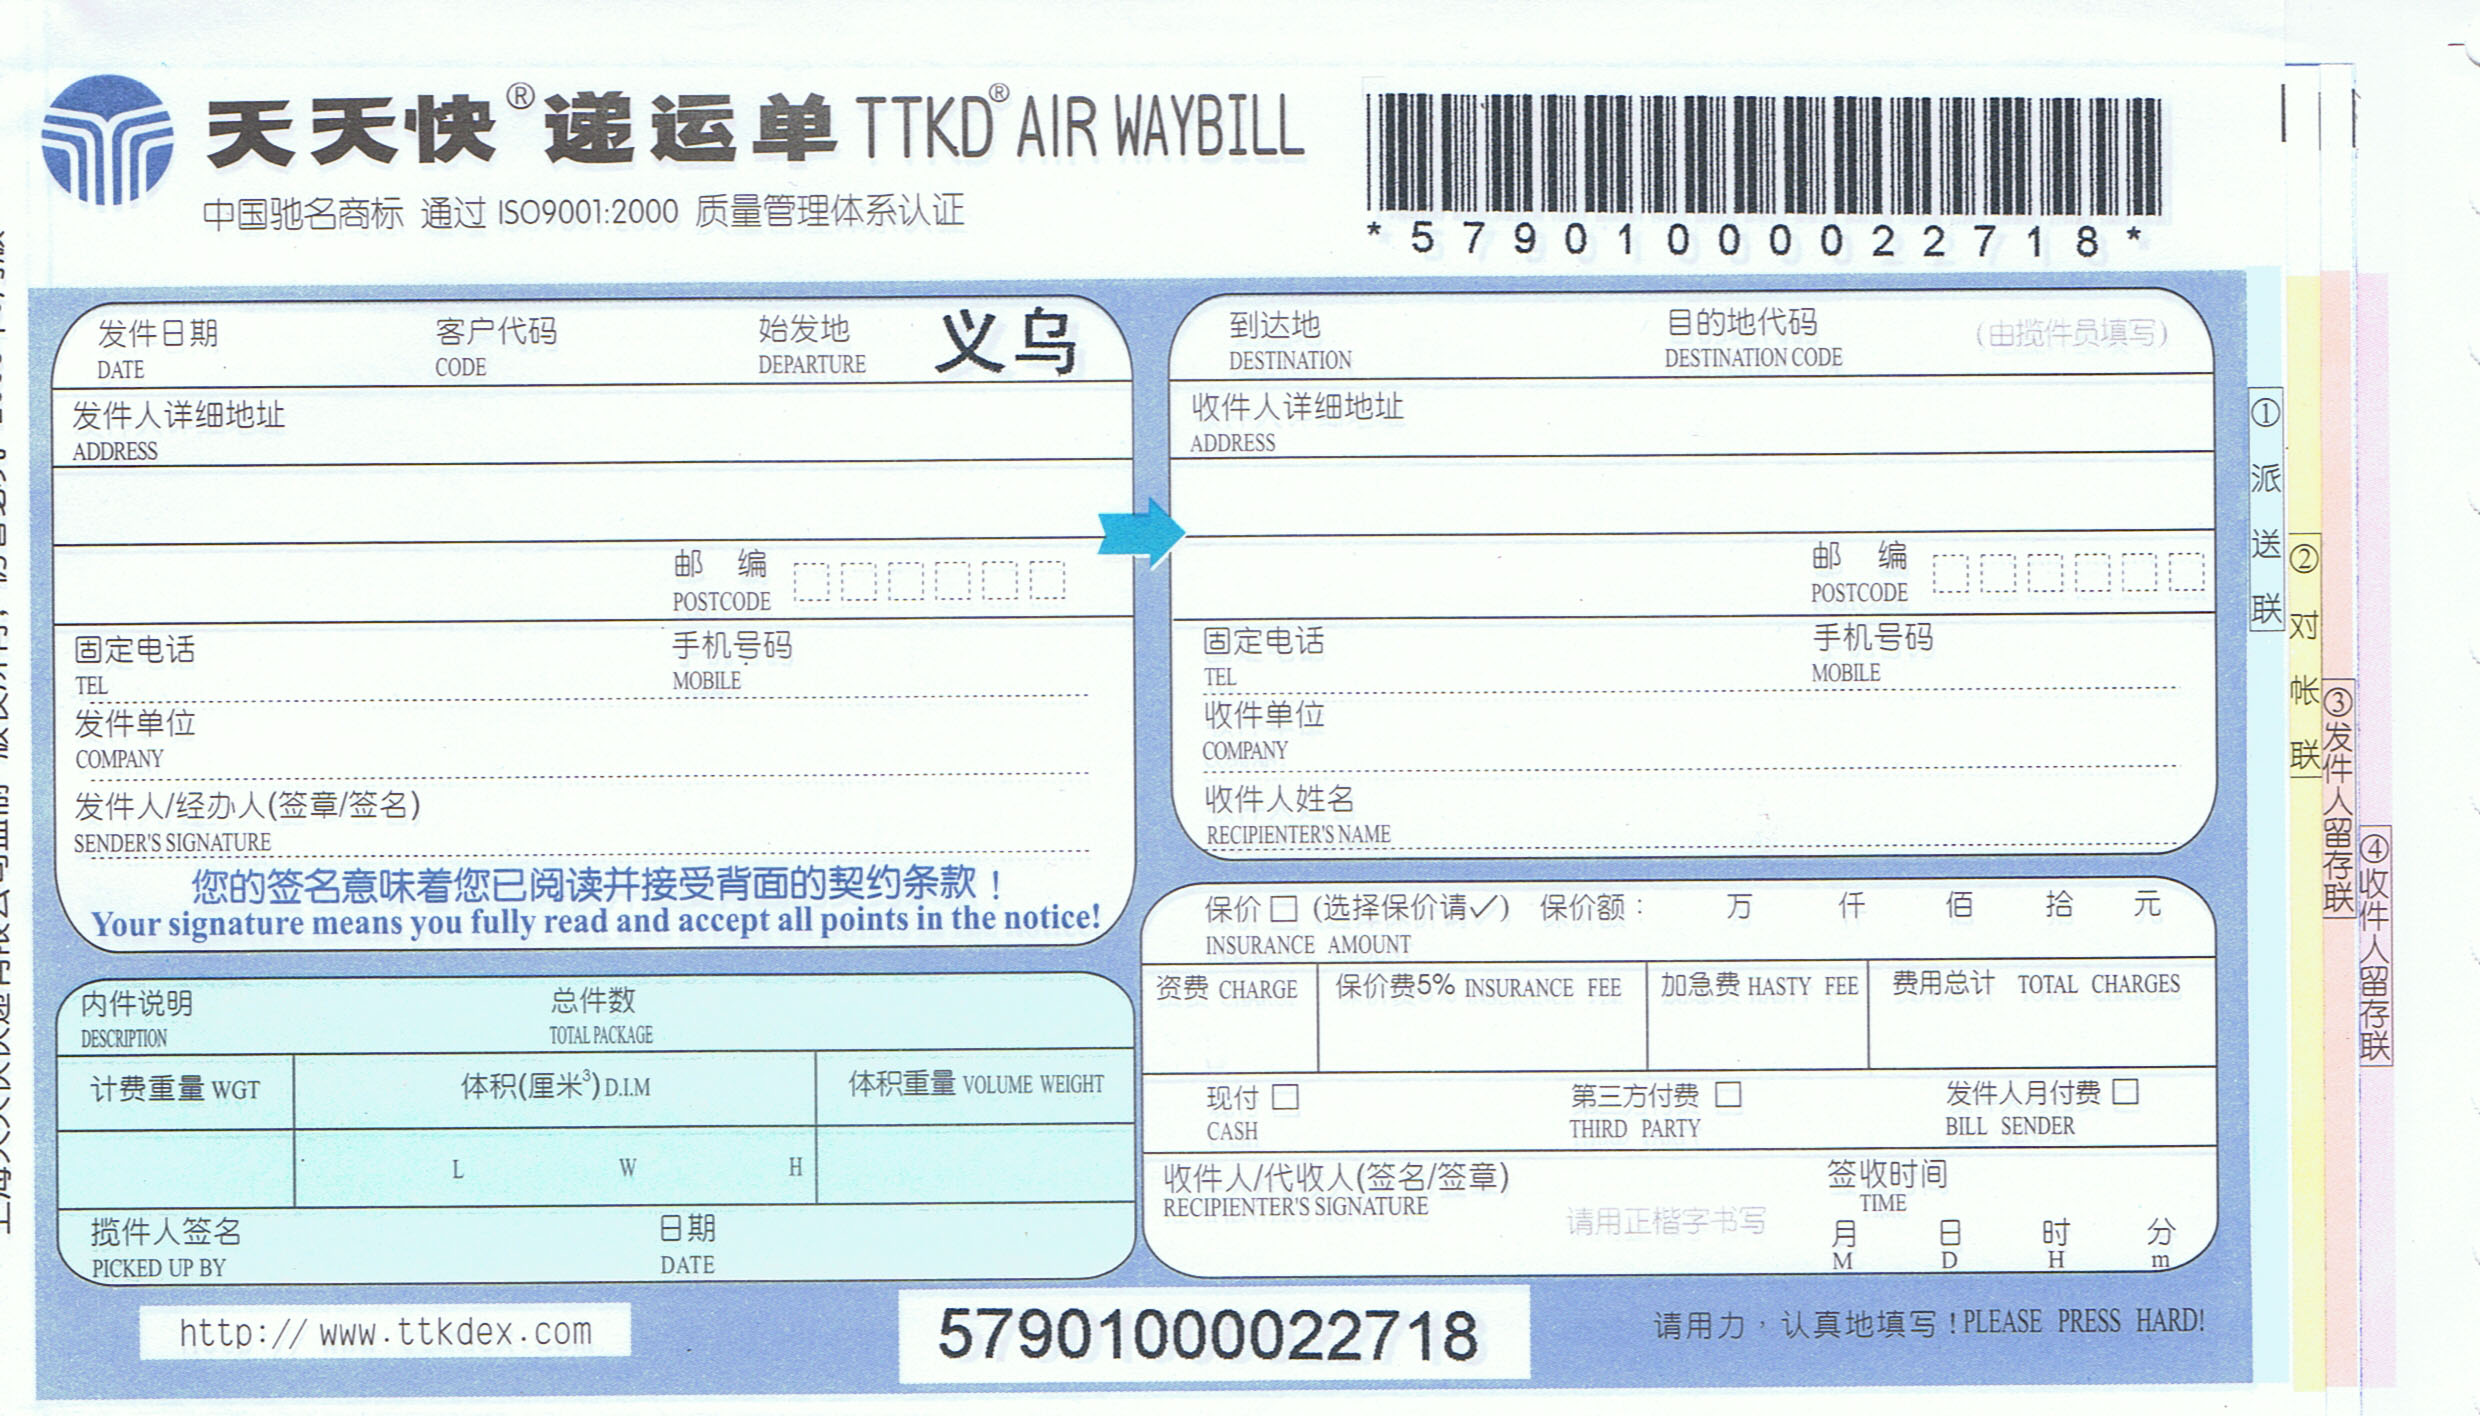 天天快®递运单 TTKD® AIR WAYBILL
中国驰名商标 通过 ISO9001:2000 质量管理体系认证
*57901000022718*
发件日期 客户代码 始发地 义乌
DATE CODE DEPARTURE
发件人详细地址
ADDRESS
邮 编
POSTCODE
固定电话 手机号码
TEL MOBILE
发件单位
COMPANY
发件人/经办人(签章/签名)
SENDER'S SIGNATURE
您的签名意味着您已阅读并接受背面的契约条款!
Your signature means you fully read and accept all points in the notice!
到达地 目的地代码 (由揽件员填写)
DESTINATION DESTINATION CODE
收件人详细地址
ADDRESS
邮 编
POSTCODE
固定电话 手机号码
TEL MOBILE
收件单位
COMPANY
收件人姓名
RECIPIENTER'S NAME
内件说明 总件数
DESCRIPTION TOTAL PACKAGE
计费重量 WGT 体积(厘米³) D.I.M 体积重量 VOLUME WEIGHT
L W H
揽件人签名 日期
PICKED UP BY DATE
保价 □ (选择保价请✓) 保价额: 万 仟 佰 拾 元
INSURANCE AMOUNT
资费 CHARGE 保价费5% INSURANCE FEE 加急费 HASTY FEE 费用总计 TOTAL CHARGES
现付 □ 第三方付费 □ 发件人月付费 □
CASH THIRD PARTY BILL SENDER
收件人/代收人(签名/签章) 签收时间
RECIPIENTER'S SIGNATURE 请用正楷字书写 TIME
月 日 时 分
M D H m
http://www.ttkdex.com
57901000022718
请用力,认真地填写!PLEASE PRESS HARD!
①派送联
②对帐联
③发件人留存联
④收件人留存联